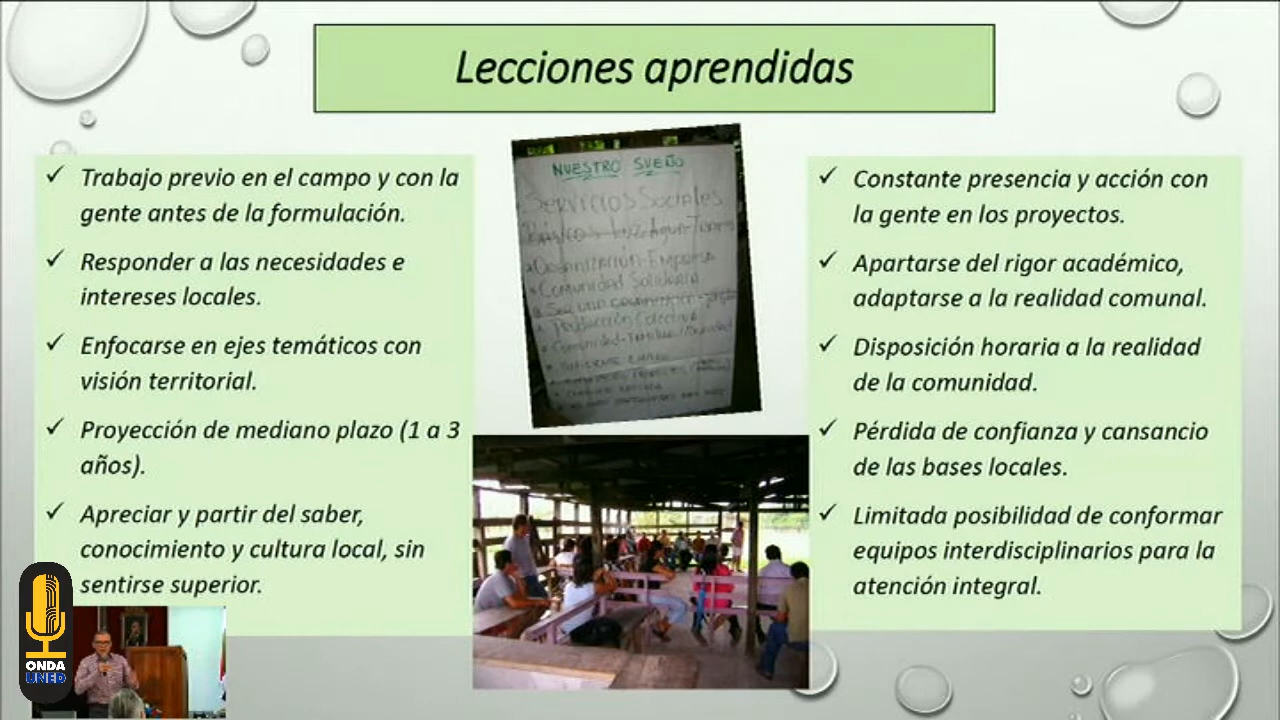 Lecciones aprendidas
✓ Trabajo previo en el campo y con la
gente antes de la formulación.
✓ Responder a las necesidades e
intereses locales.
✓ Enfocarse en ejes temáticos con
visión territorial.
✓ Proyección de mediano plazo (1 a 3
años).
✓ Apreciar y partir del saber,
conocimiento y cultura local, sin
sentirse superior.
NUESTRO SUEÑO
Servicios Sociales
Básicos Luz Agua
Organización Empresa
Comunidad Solidaria
Producción Colectiva
✓ Constante presencia y acción con
la gente en los proyectos.
✓ Apartarse del rigor académico,
adaptarse a la realidad comunal.
✓ Disposición horaria a la realidad
de la comunidad.
✓ Pérdida de confianza y cansancio
de las bases locales.
✓ Limitada posibilidad de conformar
equipos interdisciplinarios para la
atención integral.
ONDA
UNED